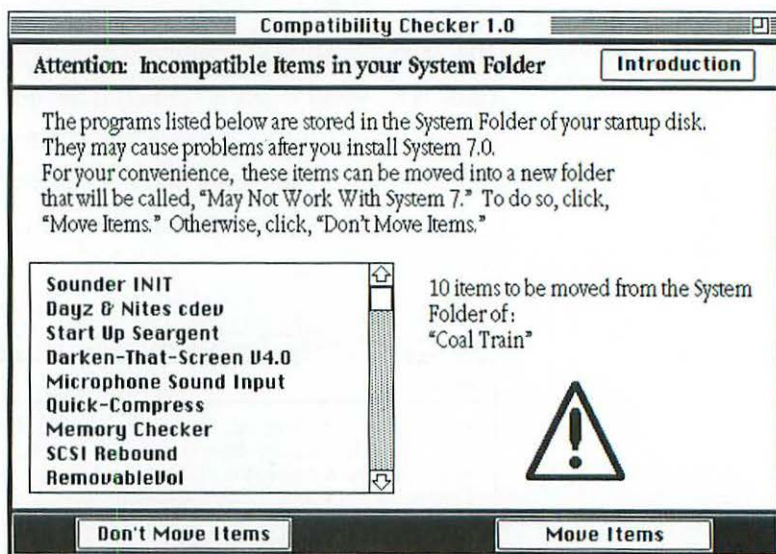 Compatibility Checker 1.0
Attention: Incompatible Items in your System Folder
Introduction
The programs listed below are stored in the System Folder of your startup disk.
They may cause problems after you install System 7.0.
For your convenience, these items can be moved into a new folder
that will be called, “May Not Work With System 7.” To do so, click,
“Move Items.” Otherwise, click, “Don't Move Items.”
Sounder INIT
Dayz & Nites cdev
Start Up Seargent
Darken-That-Screen V4.0
Microphone Sound Input
Quick-Compress
Memory Checker
SCSI Rebound
RemovableVol
10 items to be moved from the System
Folder of:
“Coal Train”
Don't Move Items
Move Items